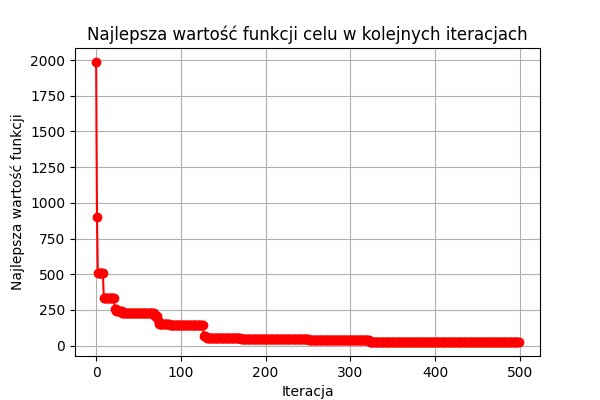 Najlepsza wartość funkcji celu w kolejnych iteracjach
Najlepsza wartość funkcji
2000
1750
1500
1250
1000
750
500
250
0
0 100 200 300 400 500
Iteracja